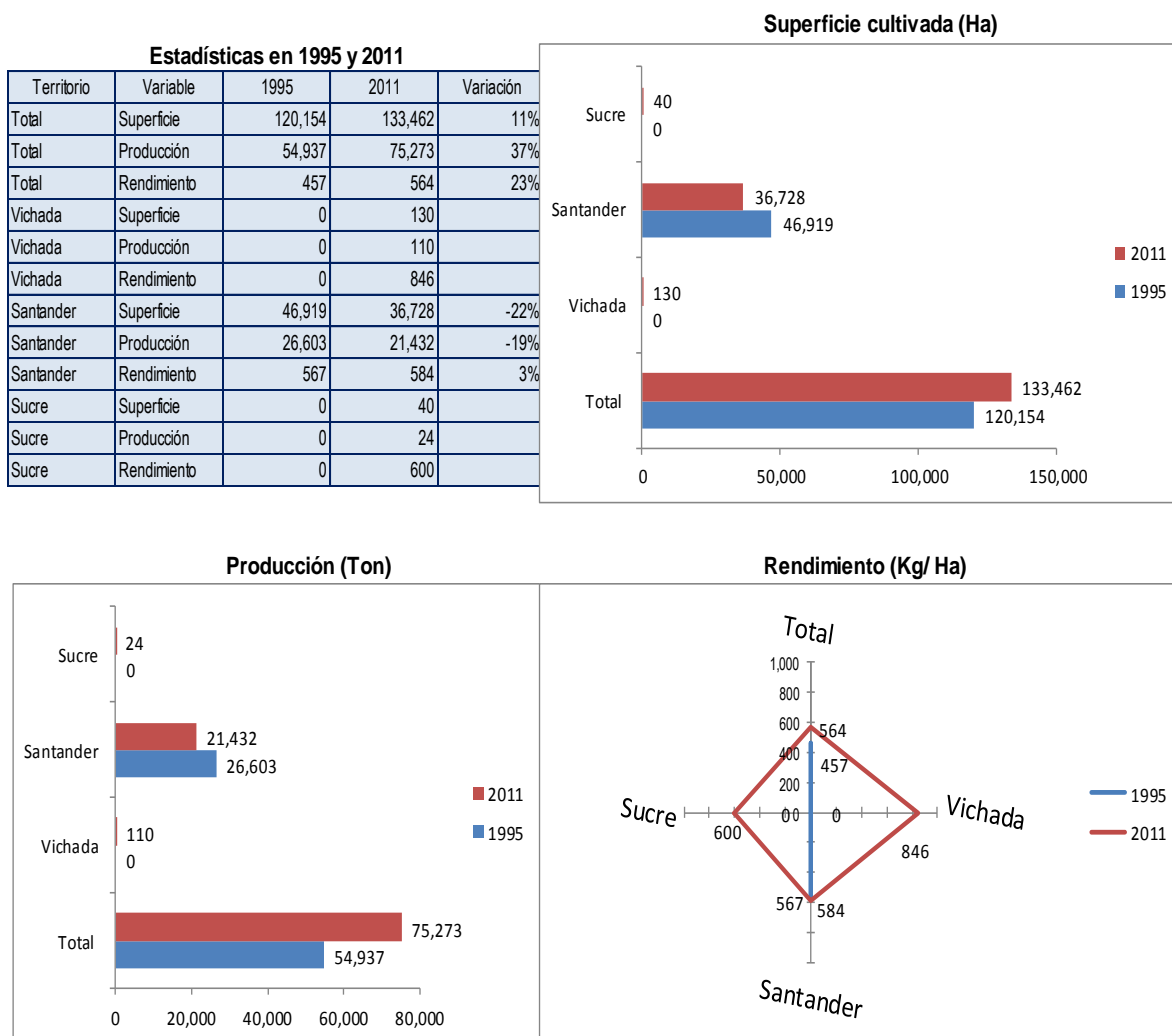 Estadísticas en 1995 y 2011
Territorio Variable 1995 2011 Variación
Total Superficie 120,154 133,462 11%
Total Producción 54,937 75,273 37%
Total Rendimiento 457 564 23%
Vichada Superficie 0 130
Vichada Producción 0 110
Vichada Rendimiento 0 846
Santander Superficie 46,919 36,728 -22%
Santander Producción 26,603 21,432 -19%
Santander Rendimiento 567 584 3%
Sucre Superficie 0 40
Sucre Producción 0 24
Sucre Rendimiento 0 600
Superficie cultivada (Ha)
Sucre
40
0
Santander
36,728
46,919
Vichada
130
0
Total
133,462
120,154
0 50,000 100,000 150,000
2011
1995
Producción (Ton)
Sucre
24
0
Santander
21,432
26,603
Vichada
110
0
Total
75,273
54,937
0 20,000 40,000 60,000 80,000
2011
1995
Rendimiento (Kg/ Ha)
Total
1,000
800
600
564
400
457
200
0 0 0
Sucre
Vichada
600
846
567 584
Santander
1995
2011